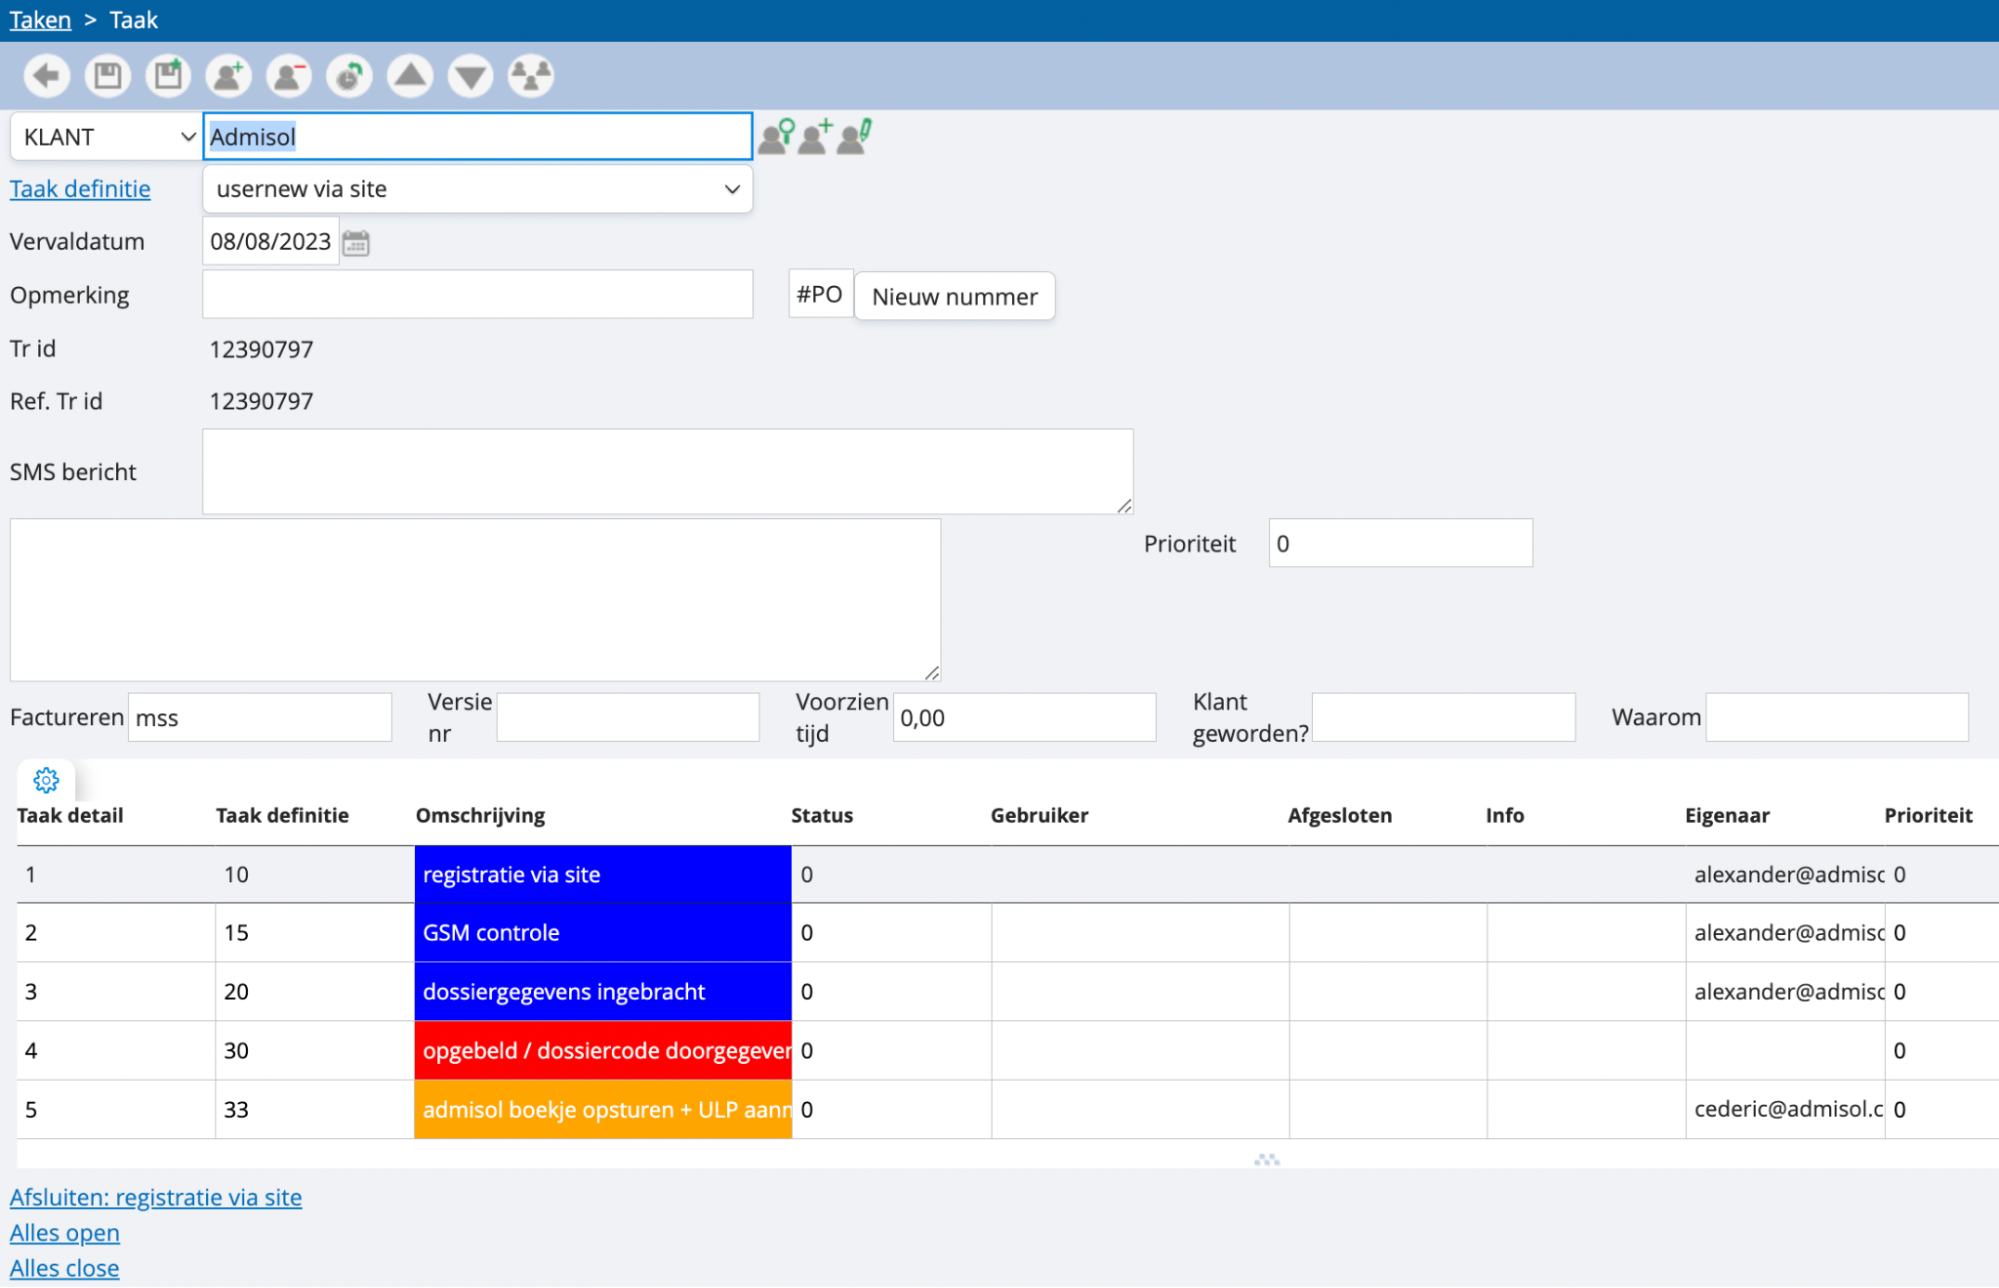 Taken > Taak
KLANT Admisol
Taak definitie usernew via site
Vervaldatum 08/08/2023
Opmerking #PO Nieuw nummer
Tr id 12390797
Ref. Tr id 12390797
SMS bericht
Prioriteit 0
Factureren mss Versie nr Voorzien tijd 0,00 Klant geworden? Waarom
Taak detail Taak definitie Omschrijving Status Gebruiker Afgesloten Info Eigenaar Prioriteit
1 10 registratie via site 0 alexander@admisc 0
2 15 GSM controle 0 alexander@admisc 0
3 20 dossiergegevens ingebracht 0 alexander@admisc 0
4 30 opgebeld / dossiercode doorgegeven 0 0
5 33 admisol boekje opsturen + ULP aanm 0 cederic@admisol.c 0
Afsluiten: registratie via site
Alles open
Alles close